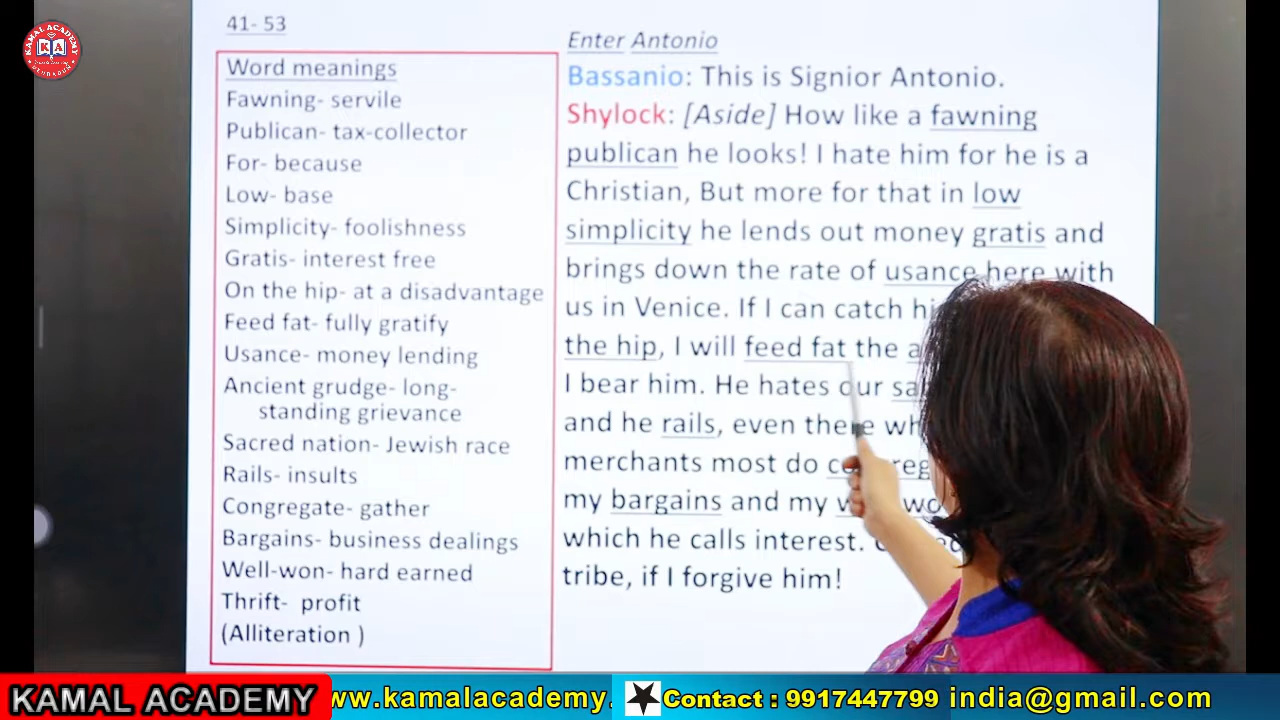 KAMAL ACADEMY
KA
DEHRADUN
41- 53
Word meanings
Fawning- servile
Publican- tax-collector
For- because
Low- base
Simplicity- foolishness
Gratis- interest free
On the hip- at a disadvantage
Feed fat- fully gratify
Usance- money lending
Ancient grudge- long-
standing grievance
Sacred nation- Jewish race
Rails- insults
Congregate- gather
Bargains- business dealings
Well-won- hard earned
Thrift- profit
(Alliteration )
Enter Antonio
Bassanio: This is Signior Antonio.
Shylock: [Aside] How like a fawning
publican he looks! I hate him for he is a
Christian, But more for that in low
simplicity he lends out money gratis and
brings down the rate of usance here with
us in Venice. If I can catch
the hip, I will feed fat the
I bear him. He hates our
and he rails, even there
merchants most do
my bargains and my
which he calls interest.
tribe, if I forgive him!
KAMAL ACADEMY
www.kamalacademy.
Contact : 9917447799
india@gmail.com